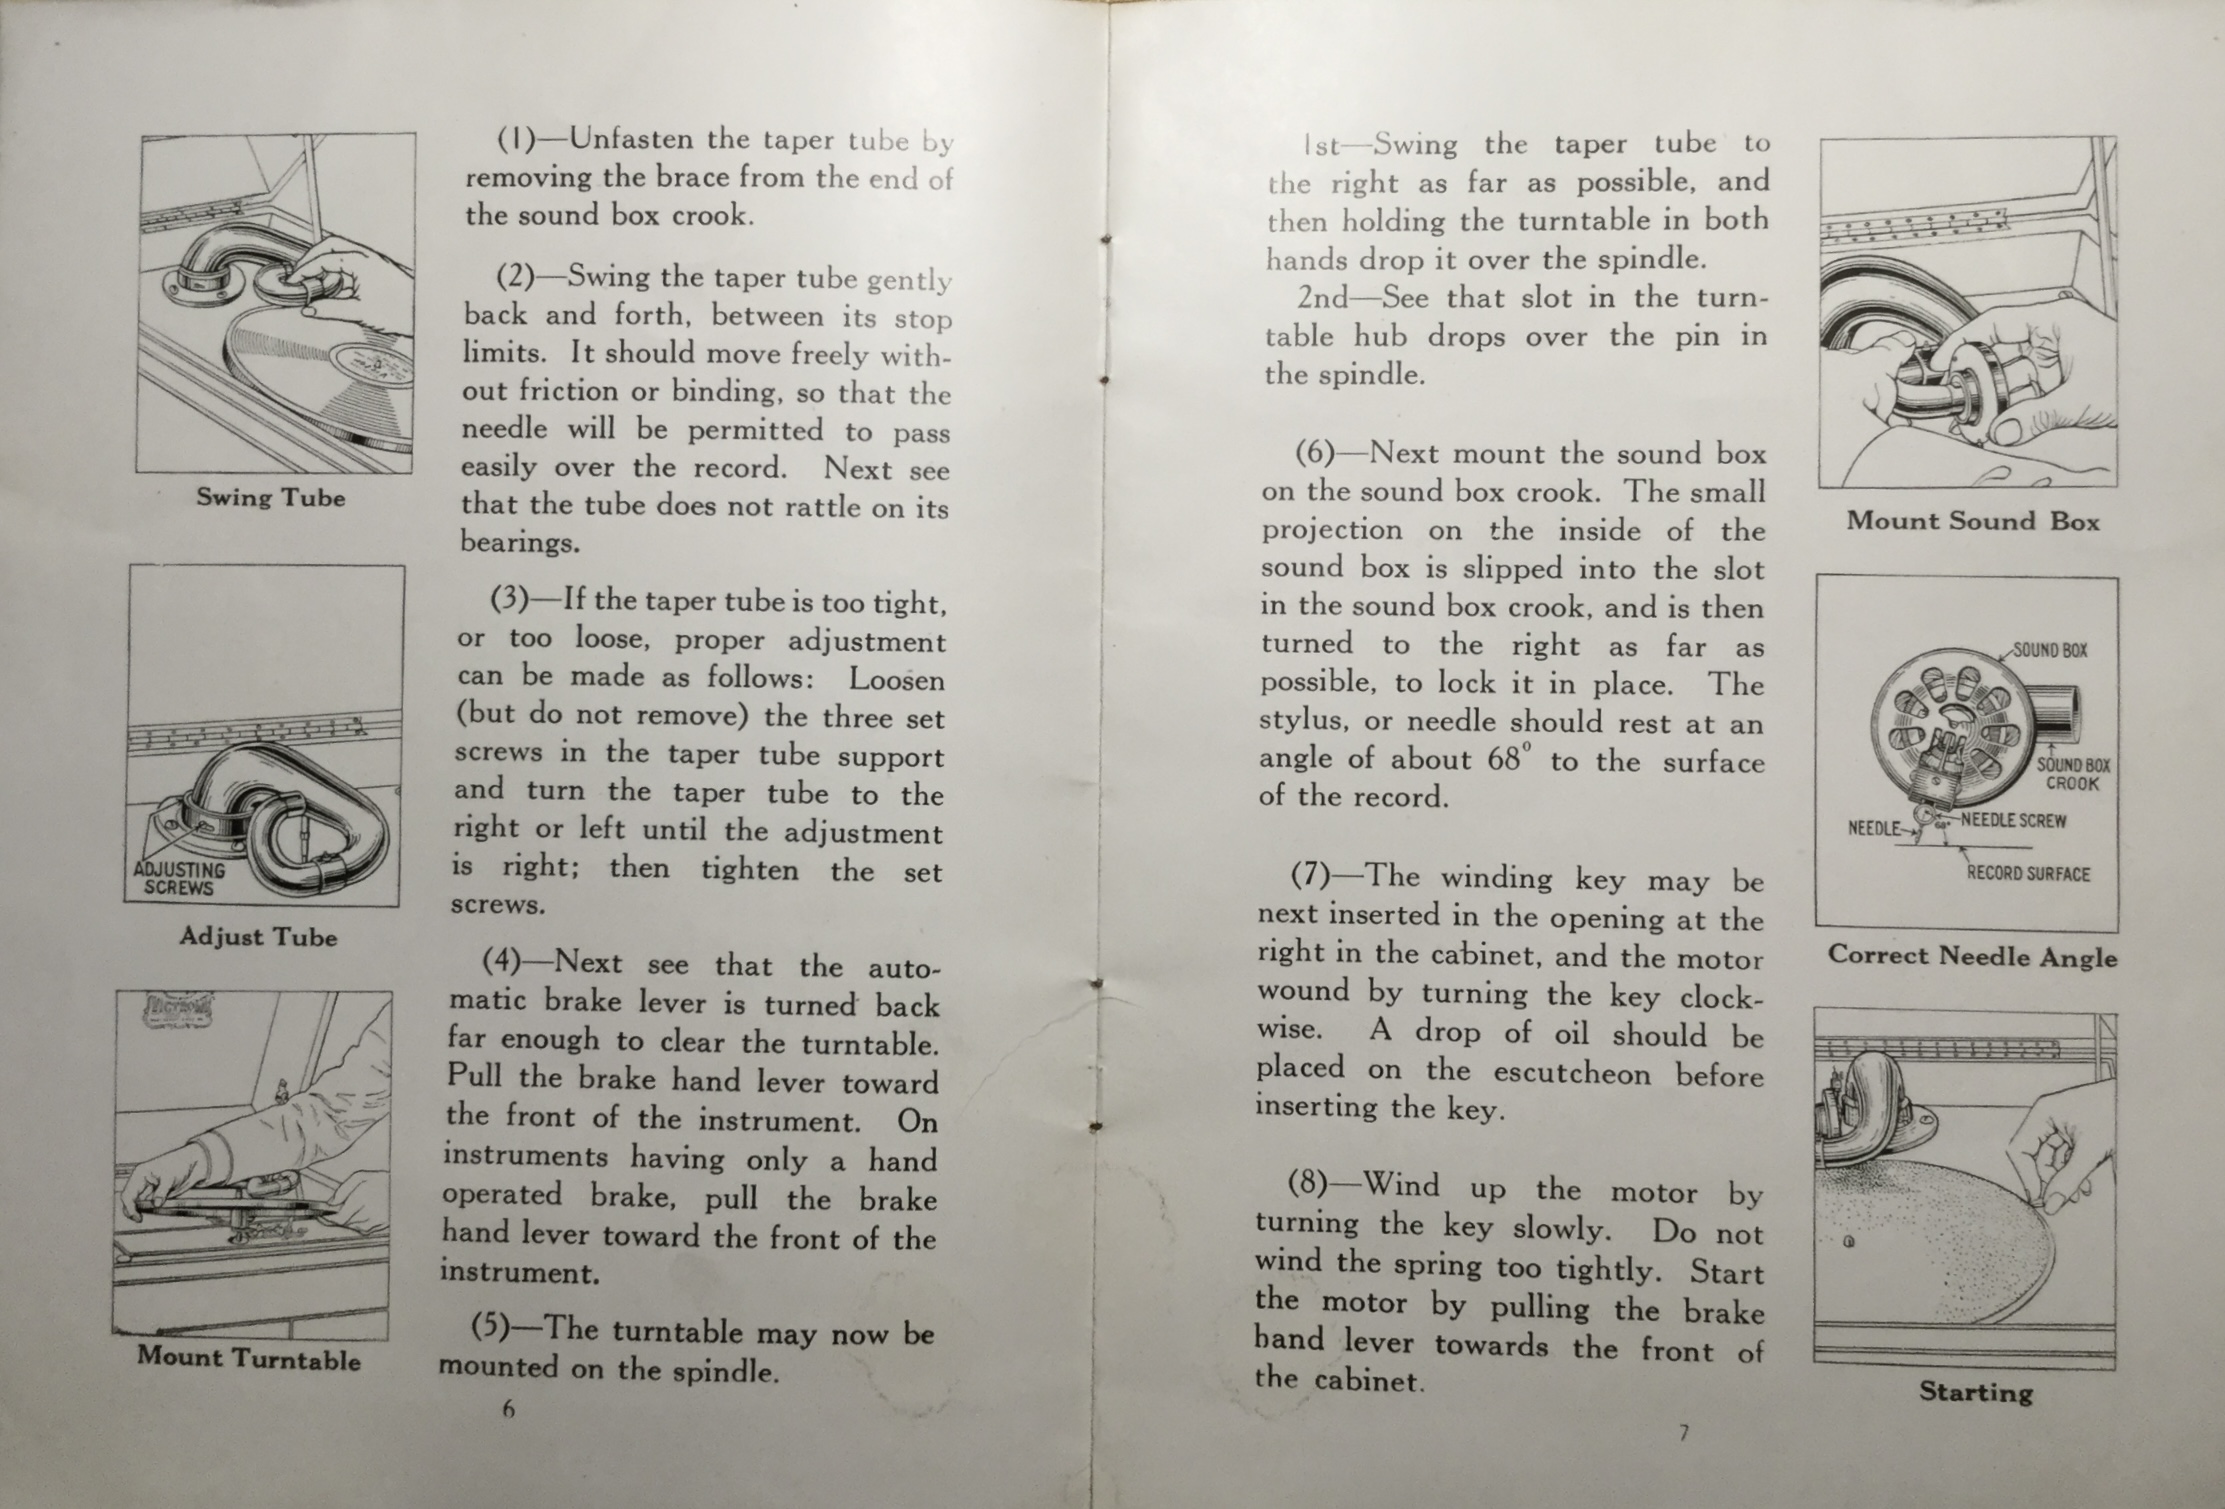 (1)—Unfasten the taper tube by
removing the brace from the end of
the sound box crook.
(2)—Swing the taper tube gently
back and forth, between its stop
limits. It should move freely with-
out friction or binding, so that the
needle will be permitted to pass
easily over the record. Next see
that the tube does not rattle on its
bearings.
(3)—If the taper tube is too tight,
or too loose, proper adjustment
can be made as follows: Loosen
(but do not remove) the three set
screws in the taper tube support
and turn the taper tube to the
right or left until the adjustment
is right; then tighten the set
screws.
(4)—Next see that the auto-
matic brake lever is turned back
far enough to clear the turntable.
Pull the brake hand lever toward
the front of the instrument. On
instruments having only a hand
operated brake, pull the brake
hand lever toward the front of the
instrument.
(5)—The turntable may now be
mounted on the spindle.
6
Swing Tube
ADJUSTING
SCREWS
Adjust Tube
Mount Turntable
1st—Swing the taper tube to
the right as far as possible, and
then holding the turntable in both
hands drop it over the spindle.
2nd—See that slot in the turn-
table hub drops over the pin in
the spindle.
(6)—Next mount the sound box
on the sound box crook. The small
projection on the inside of the
sound box is slipped into the slot
in the sound box crook, and is then
turned to the right as far as
possible, to lock it in place. The
stylus, or needle should rest at an
angle of about 68° to the surface
of the record.
(7)—The winding key may be
next inserted in the opening at the
right in the cabinet, and the motor
wound by turning the key clock-
wise. A drop of oil should be
placed on the escutcheon before
inserting the key.
(8)—Wind up the motor by
turning the key slowly. Do not
wind the spring too tightly. Start
the motor by pulling the brake
hand lever towards the front of
the cabinet.
7
Mount Sound Box
SOUND BOX
SOUND BOX
CROOK
NEEDLE
NEEDLE SCREW
68°
RECORD SURFACE
Correct Needle Angle
Starting